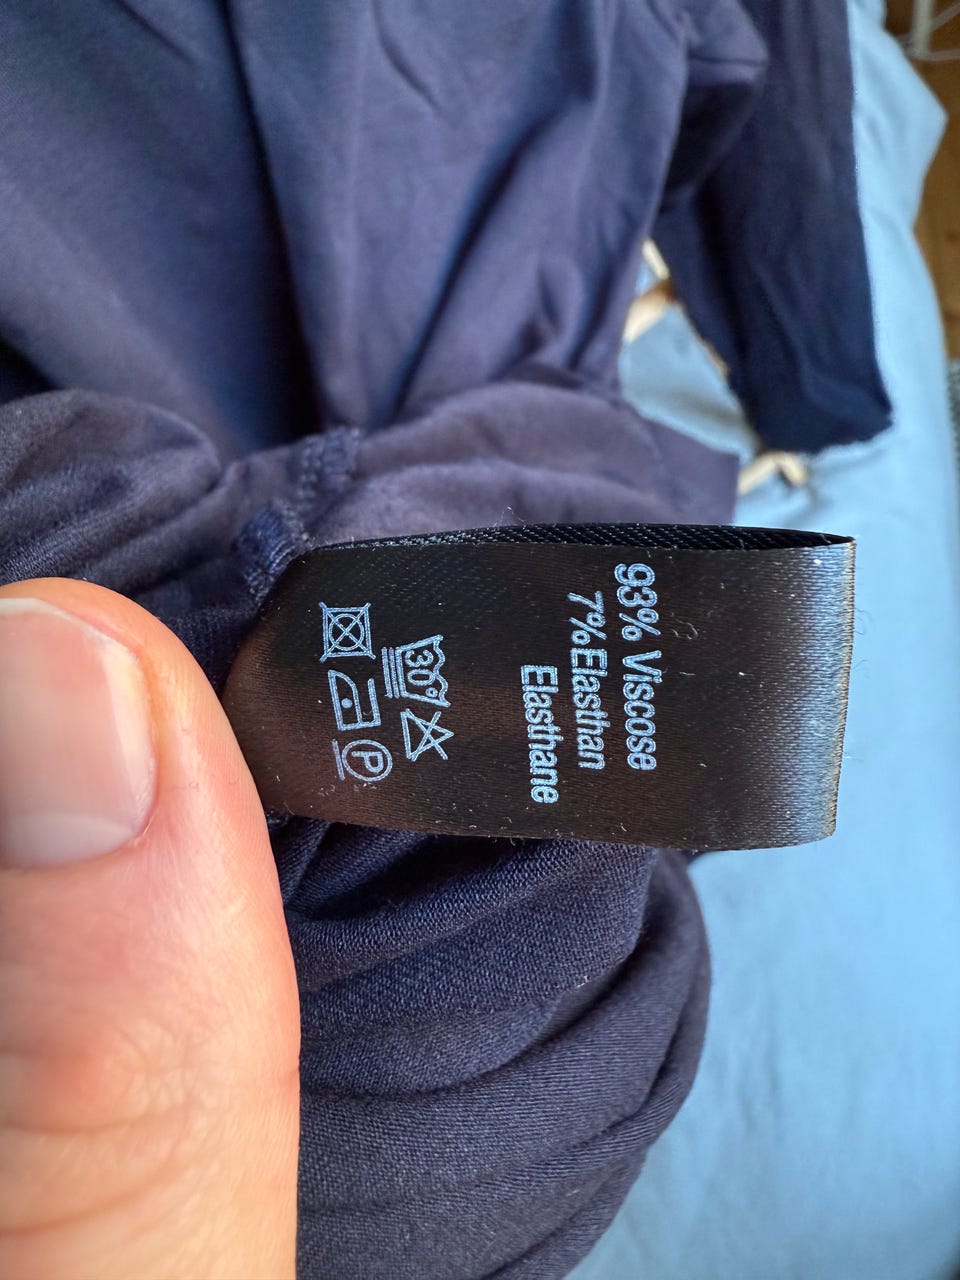 93% Viscose
7% Elasthan
Elasthane
30°
P